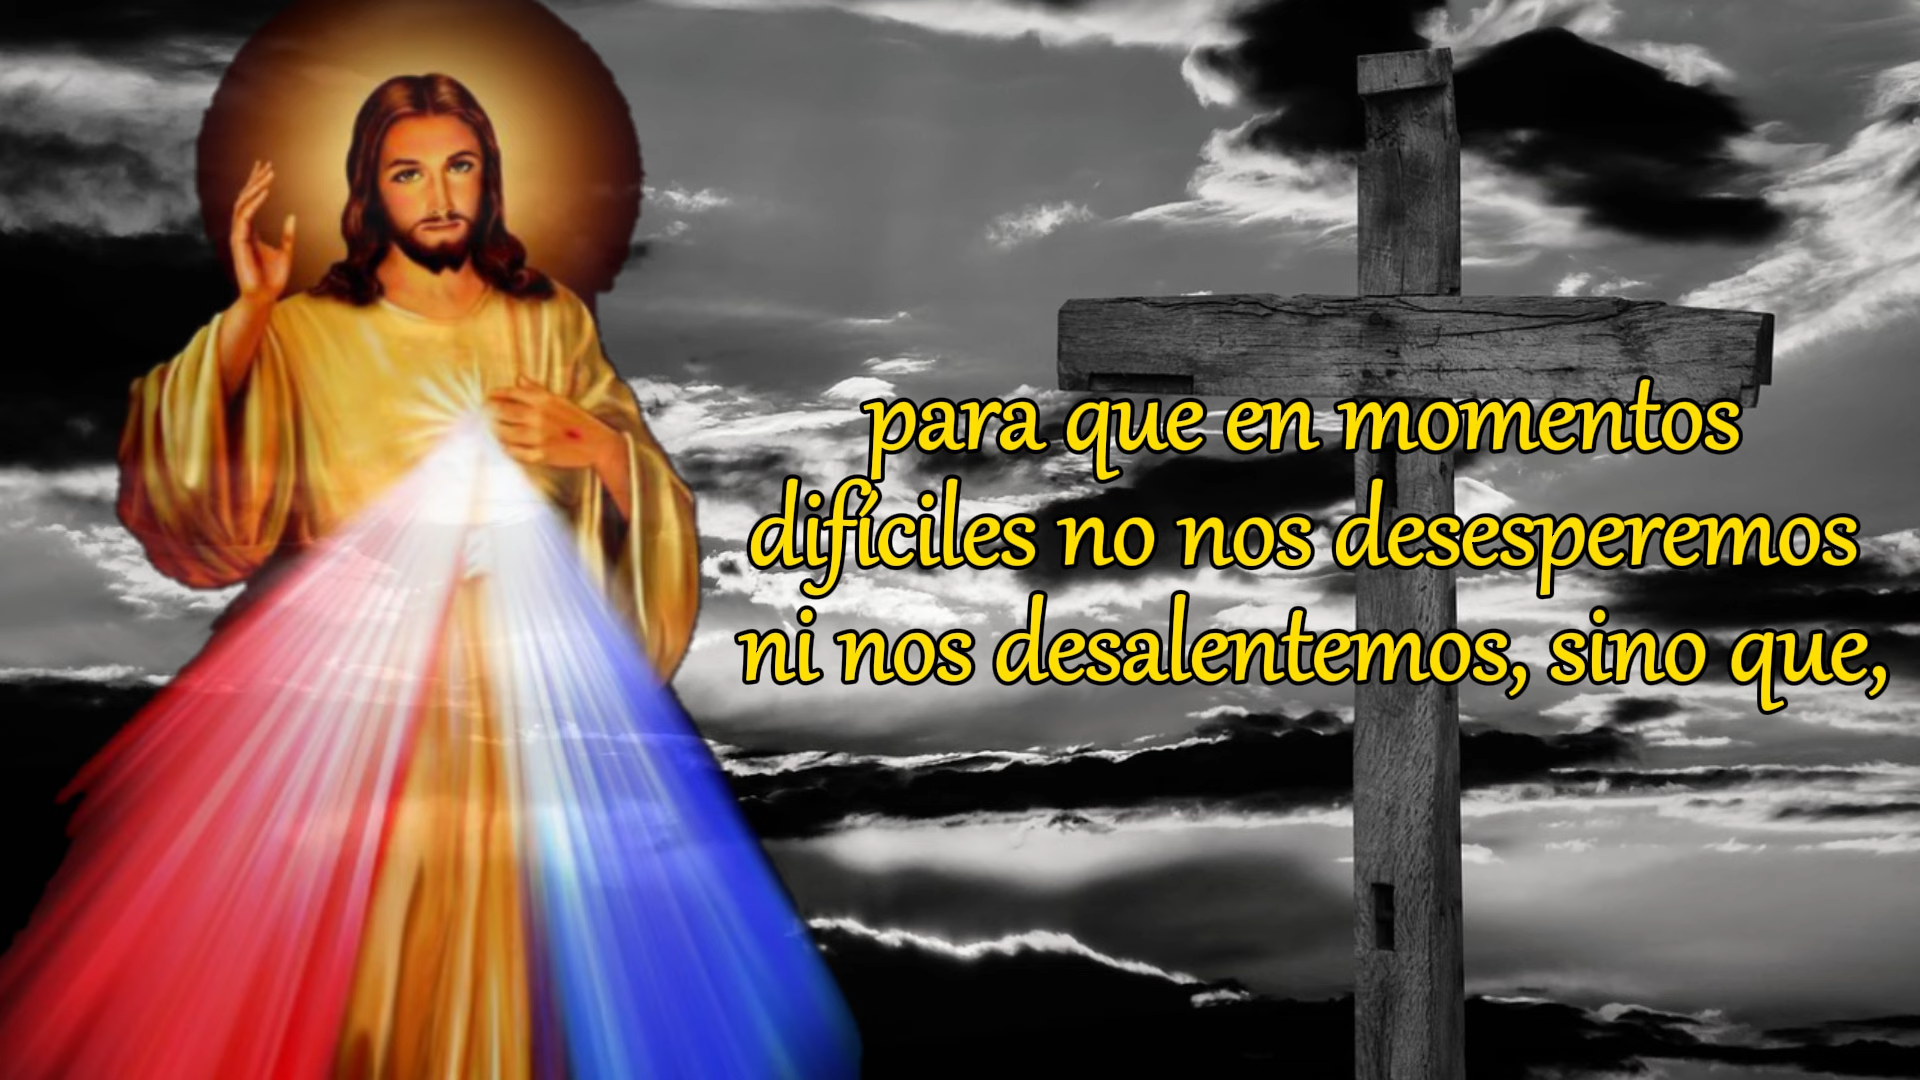 para que en momentos
difíciles no nos desesperemos
ni nos desalentemos, sino que,